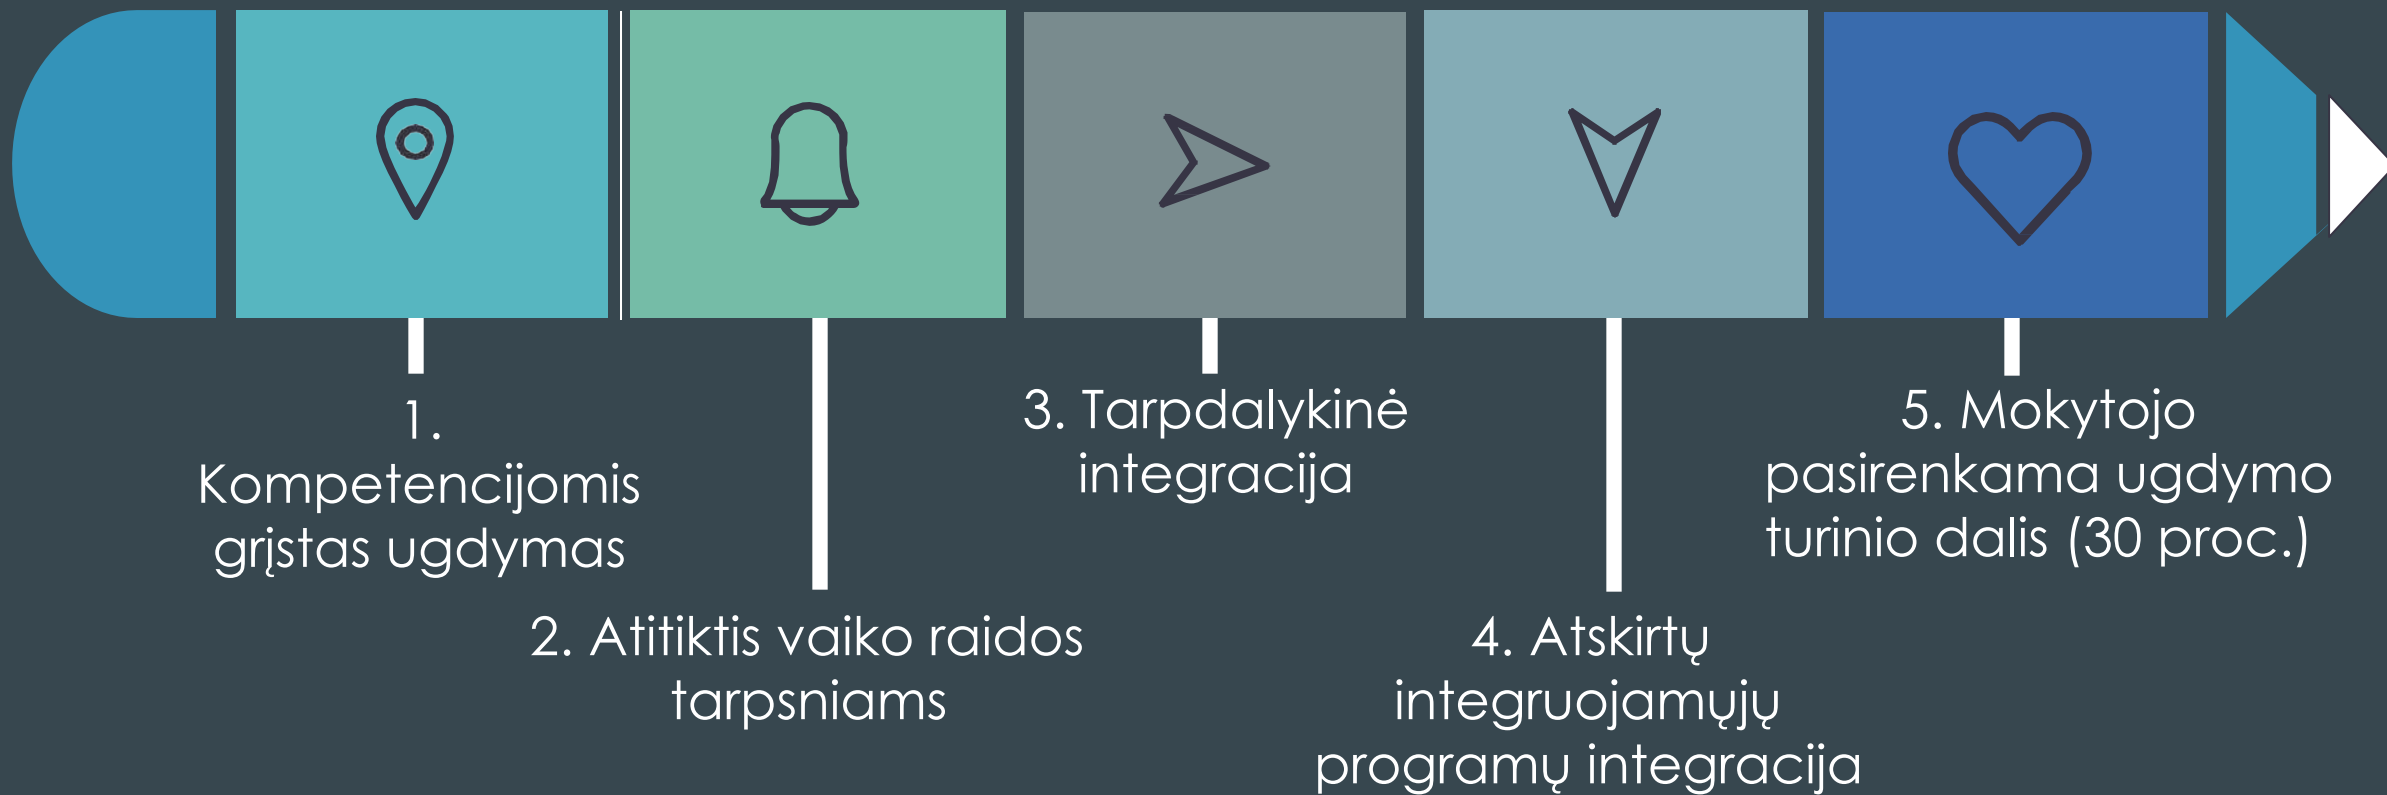 1.
Kompetencijomis
grįstas ugdymas
2. Atitiktis vaiko raidos
tarpsniams
3. Tarpdalykinė
integracija
4. Atskirtų
integruojamųjų
programų integracija
5. Mokytojo
pasirenkama ugdymo
turinio dalis (30 proc.)